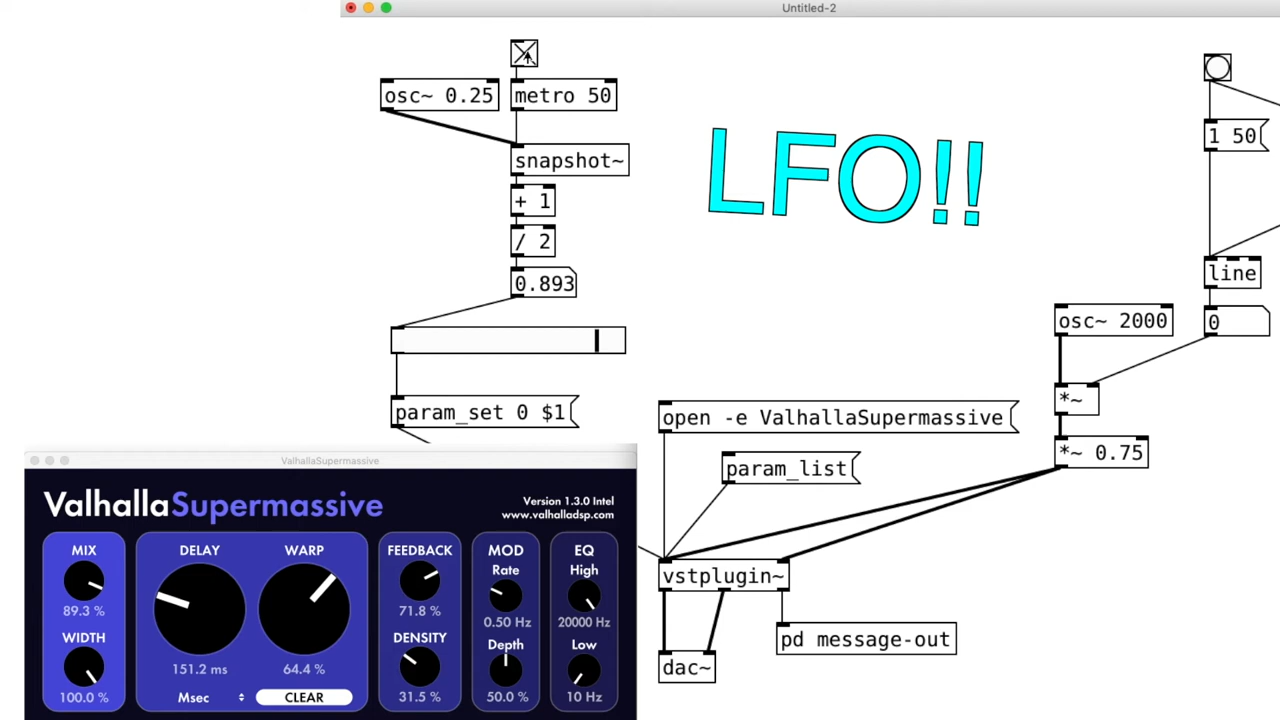 Untitled-2
osc~ 0.25
metro 50
snapshot~
+ 1
/ 2
0.893
param_set 0 $1
LFO!!
1 50
line
osc~ 2000
0
*~
*~ 0.75
open -e ValhallaSupermassive
param_list
vstplugin~
pd message-out
dac~
ValhallaSupermassive
ValhallaSupermassive
Version 1.3.0 Intel
www.valhalladsp.com
MIX
89.3 %
WIDTH
100.0 %
DELAY
151.2 ms
Msec
WARP
64.4 %
CLEAR
FEEDBACK
71.8 %
DENSITY
31.5 %
MOD
Rate
0.50 Hz
Depth
50.0 %
EQ
High
20000 Hz
Low
10 Hz